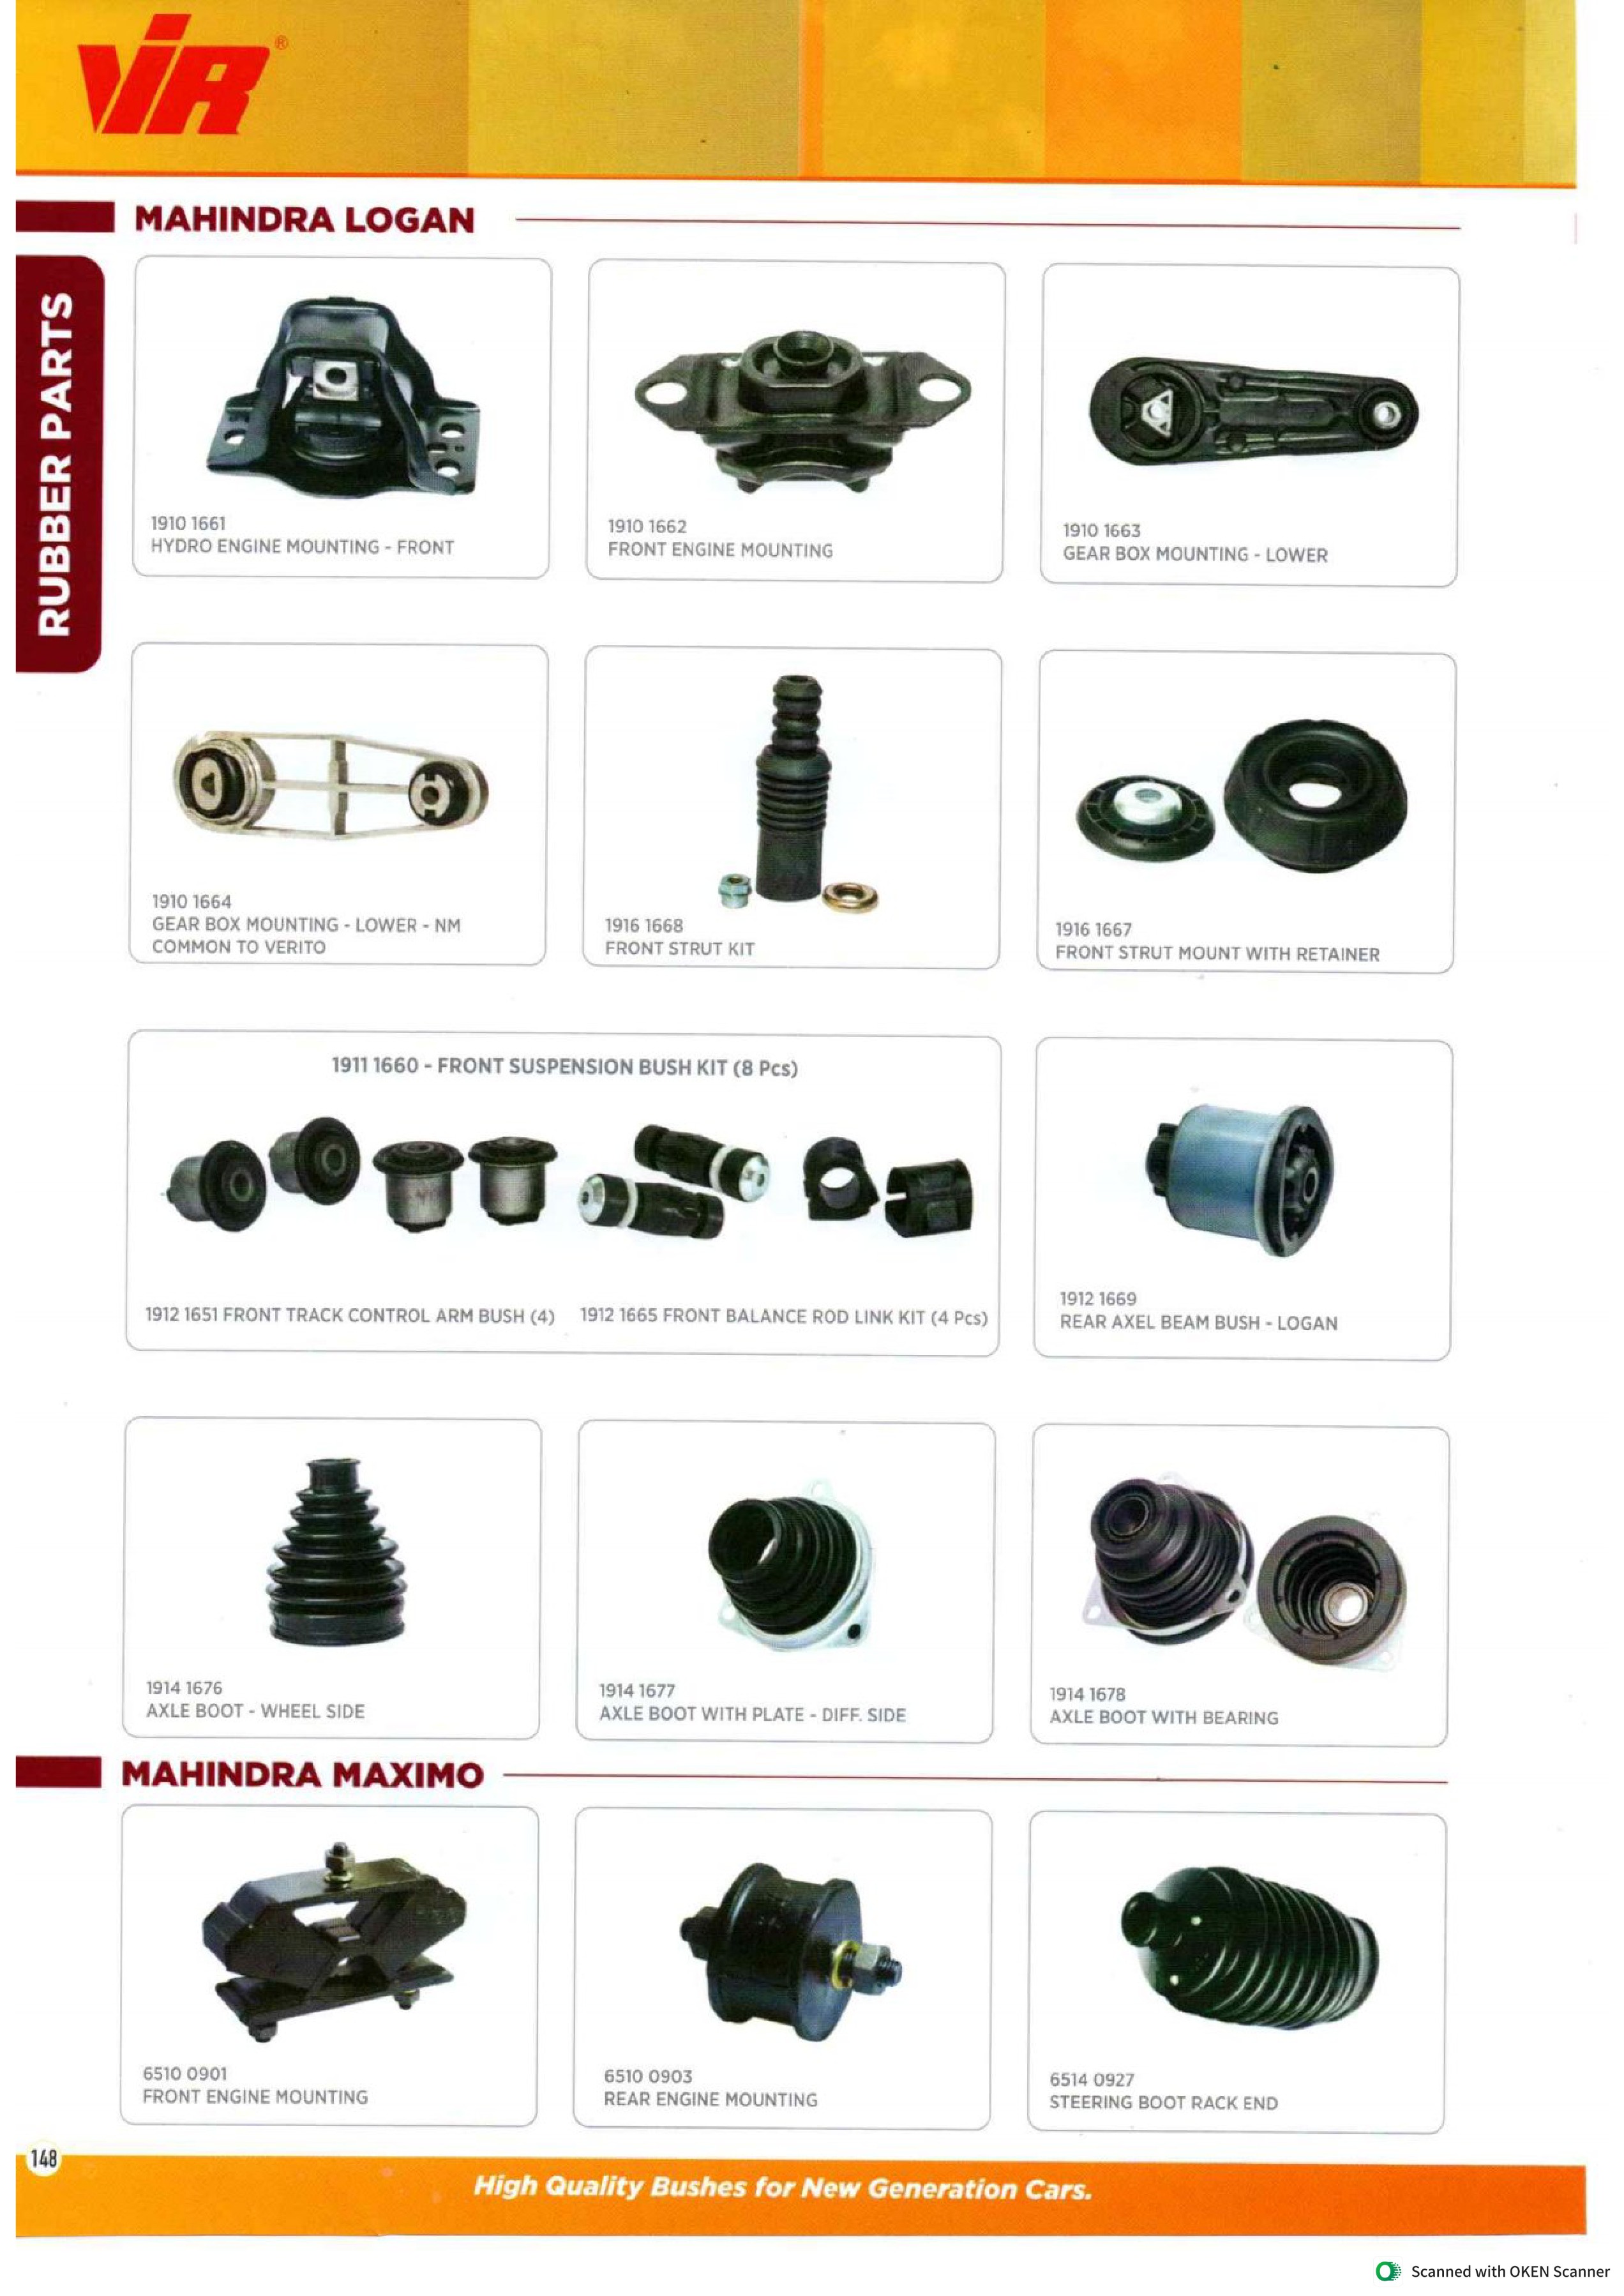 ViR®
MAHINDRA LOGAN
RUBBER PARTS
1910 1661
HYDRO ENGINE MOUNTING - FRONT
1910 1662
FRONT ENGINE MOUNTING
1910 1663
GEAR BOX MOUNTING - LOWER
1910 1664
GEAR BOX MOUNTING - LOWER - NM
COMMON TO VERITO
1916 1668
FRONT STRUT KIT
1916 1667
FRONT STRUT MOUNT WITH RETAINER
1911 1660 - FRONT SUSPENSION BUSH KIT (8 Pcs)
1912 1651 FRONT TRACK CONTROL ARM BUSH (4)
1912 1665 FRONT BALANCE ROD LINK KIT (4 Pcs)
1912 1669
REAR AXEL BEAM BUSH - LOGAN
1914 1676
AXLE BOOT - WHEEL SIDE
1914 1677
AXLE BOOT WITH PLATE - DIFF. SIDE
1914 1678
AXLE BOOT WITH BEARING
MAHINDRA MAXIMO
6510 0901
FRONT ENGINE MOUNTING
6510 0903
REAR ENGINE MOUNTING
6514 0927
STEERING BOOT RACK END
148
High Quality Bushes for New Generation Cars.
Scanned with OKEN Scanner